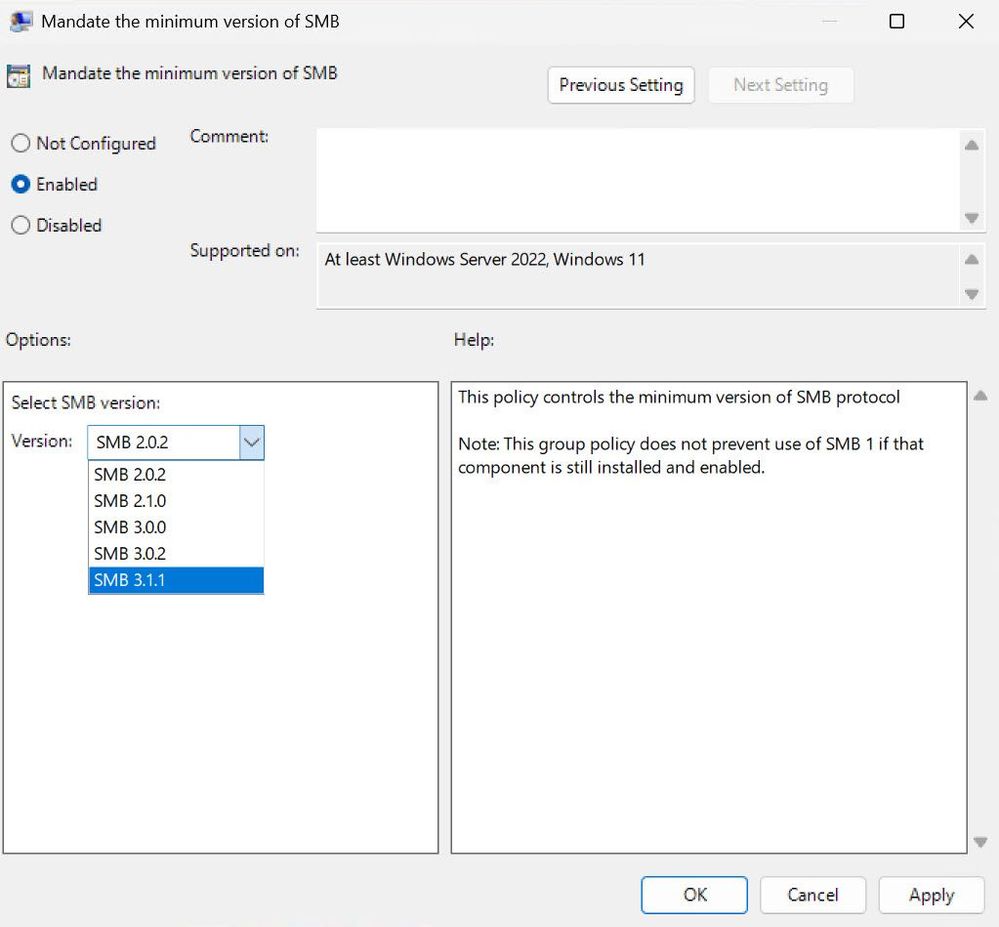 Mandate the minimum version of SMB
Mandate the minimum version of SMB
Previous Setting
Next Setting
Not Configured
Enabled
Disabled
Comment:
Supported on:
At least Windows Server 2022, Windows 11
Options:
Help:
Select SMB version:
Version:
SMB 2.0.2
SMB 2.0.2
SMB 2.1.0
SMB 3.0.0
SMB 3.0.2
SMB 3.1.1
This policy controls the minimum version of SMB protocol
Note: This group policy does not prevent use of SMB 1 if that
component is still installed and enabled.
OK
Cancel
Apply